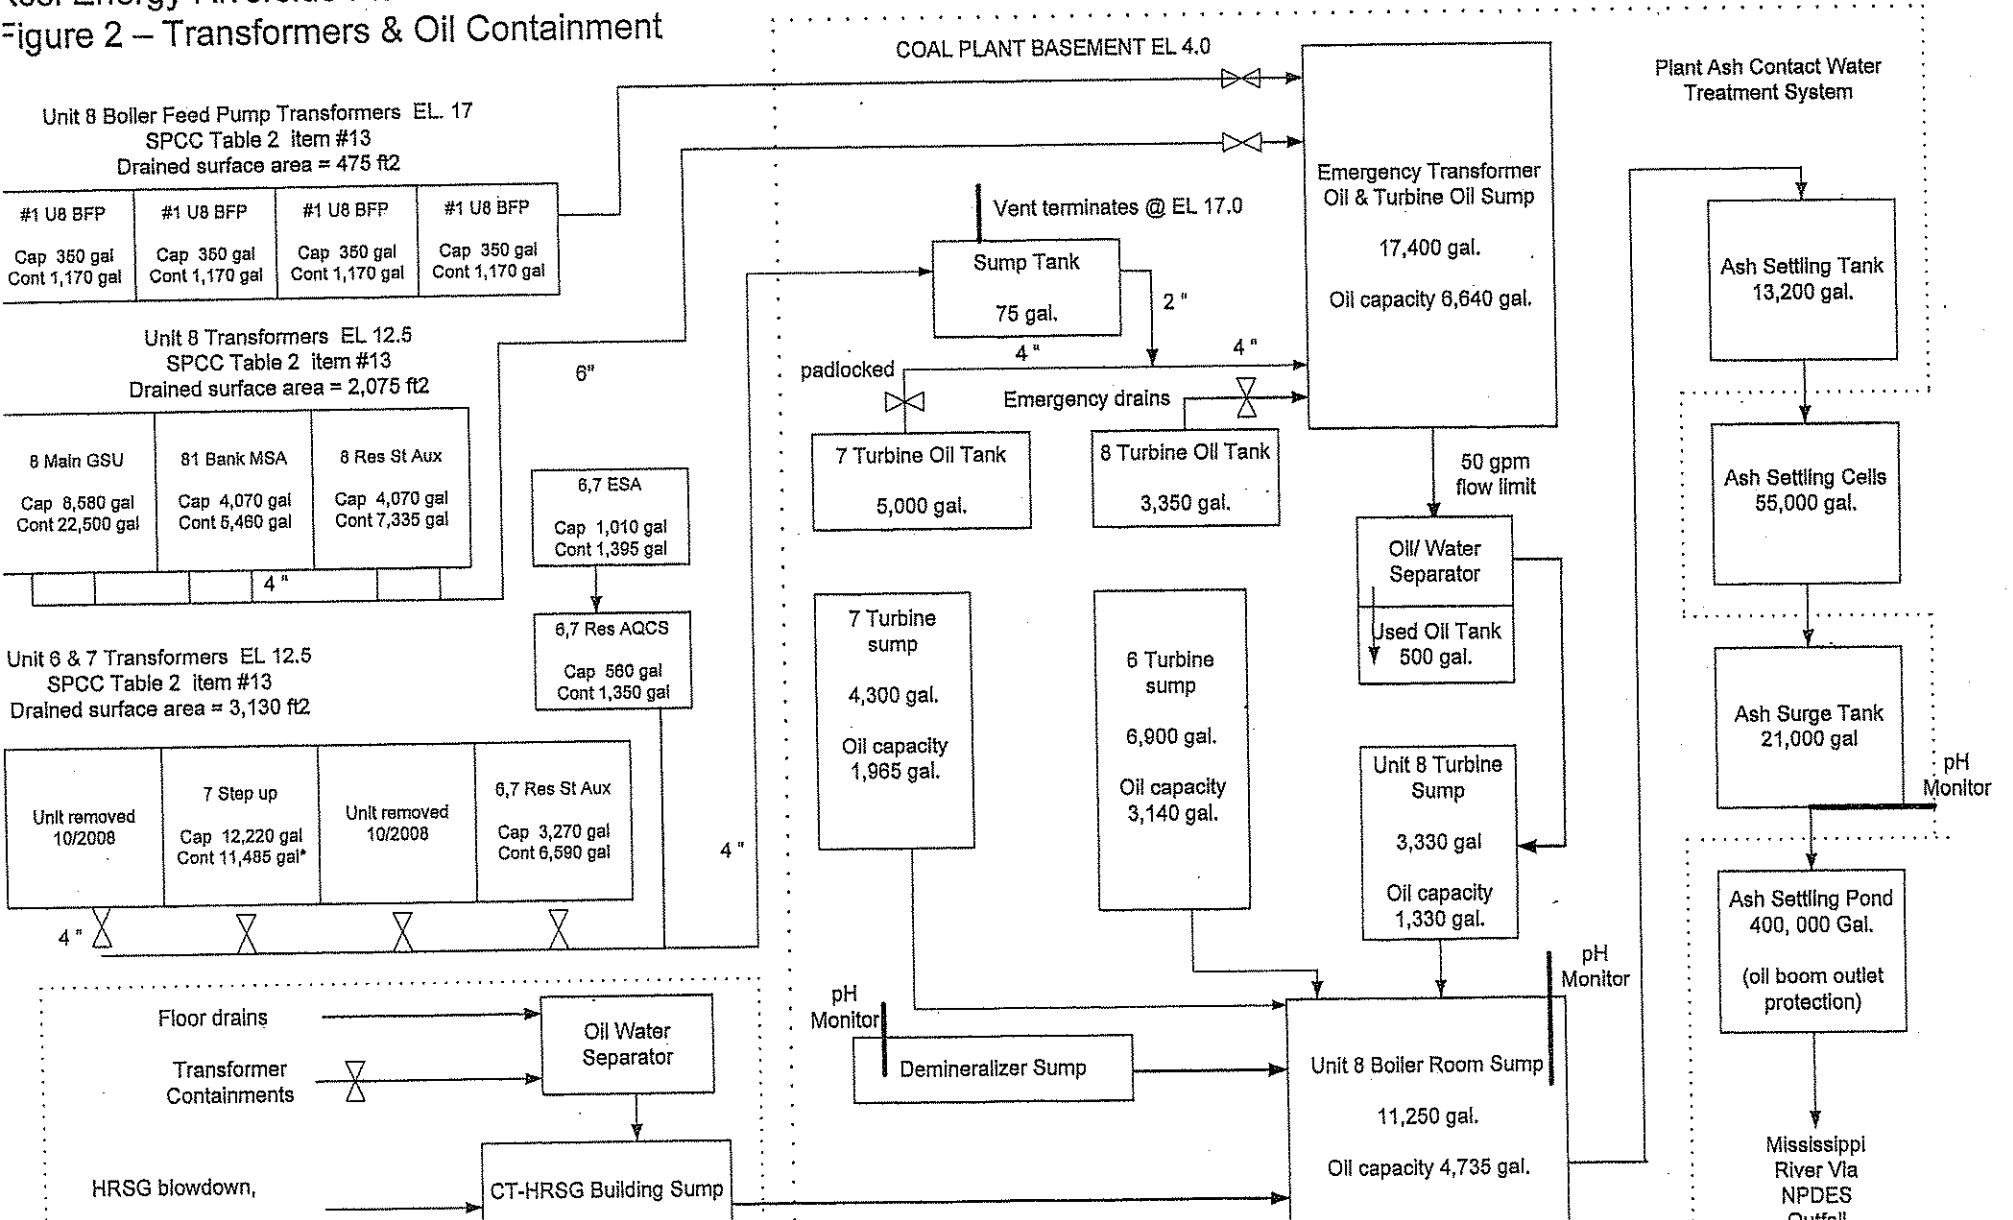 Figure 2 – Transformers & Oil Containment
COAL PLANT BASEMENT EL 4.0
Plant Ash Contact Water
Treatment System
Unit 8 Boiler Feed Pump Transformers EL. 17
SPCC Table 2 item #13
Drained surface area = 475 ft2
#1 U8 BFP
Cap 350 gal
Cont 1,170 gal
#1 U8 BFP
Cap 350 gal
Cont 1,170 gal
#1 U8 BFP
Cap 350 gal
Cont 1,170 gal
#1 U8 BFP
Cap 350 gal
Cont 1,170 gal
Unit 8 Transformers EL 12.5
SPCC Table 2 item #13
Drained surface area = 2,075 ft2
8 Main GSU
Cap 8,580 gal
Cont 22,500 gal
81 Bank MSA
Cap 4,070 gal
Cont 5,460 gal
8 Res St Aux
Cap 4,070 gal
Cont 7,335 gal
4 "
6"
6,7 ESA
Cap 1,010 gal
Cont 1,395 gal
6,7 Res AQCS
Cap 560 gal
Cont 1,350 gal
Unit 6 & 7 Transformers EL 12.5
SPCC Table 2 item #13
Drained surface area = 3,130 ft2
Unit removed
10/2008
7 Step up
Cap 12,220 gal
Cont 11,485 gal*
Unit removed
10/2008
6,7 Res St Aux
Cap 3,270 gal
Cont 6,590 gal
4 "
4 "
Vent terminates @ EL 17.0
Sump Tank
75 gal.
2 "
4 "
4 "
padlocked
Emergency drains
7 Turbine Oil Tank
5,000 gal.
8 Turbine Oil Tank
3,350 gal.
Emergency Transformer
Oil & Turbine Oil Sump
17,400 gal.
Oil capacity 6,640 gal.
50 gpm
flow limit
Oil/ Water
Separator
Used Oil Tank
500 gal.
7 Turbine
sump
4,300 gal.
Oil capacity
1,965 gal.
6 Turbine
sump
6,900 gal.
Oil capacity
3,140 gal.
Unit 8 Turbine
Sump
3,330 gal
Oil capacity
1,330 gal.
Ash Settling Tank
13,200 gal.
Ash Settling Cells
55,000 gal.
Ash Surge Tank
21,000 gal
pH
Monitor
Ash Settling Pond
400, 000 Gal.
(oil boom outlet
protection)
Mississippi
River Via
NPDES
Outfall
pH
Monitor
pH
Monitor
Demineralizer Sump
Unit 8 Boiler Room Sump
11,250 gal.
Oil capacity 4,735 gal.
Floor drains
Transformer
Containments
Oil Water
Separator
HRSG blowdown,
CT-HRSG Building Sump